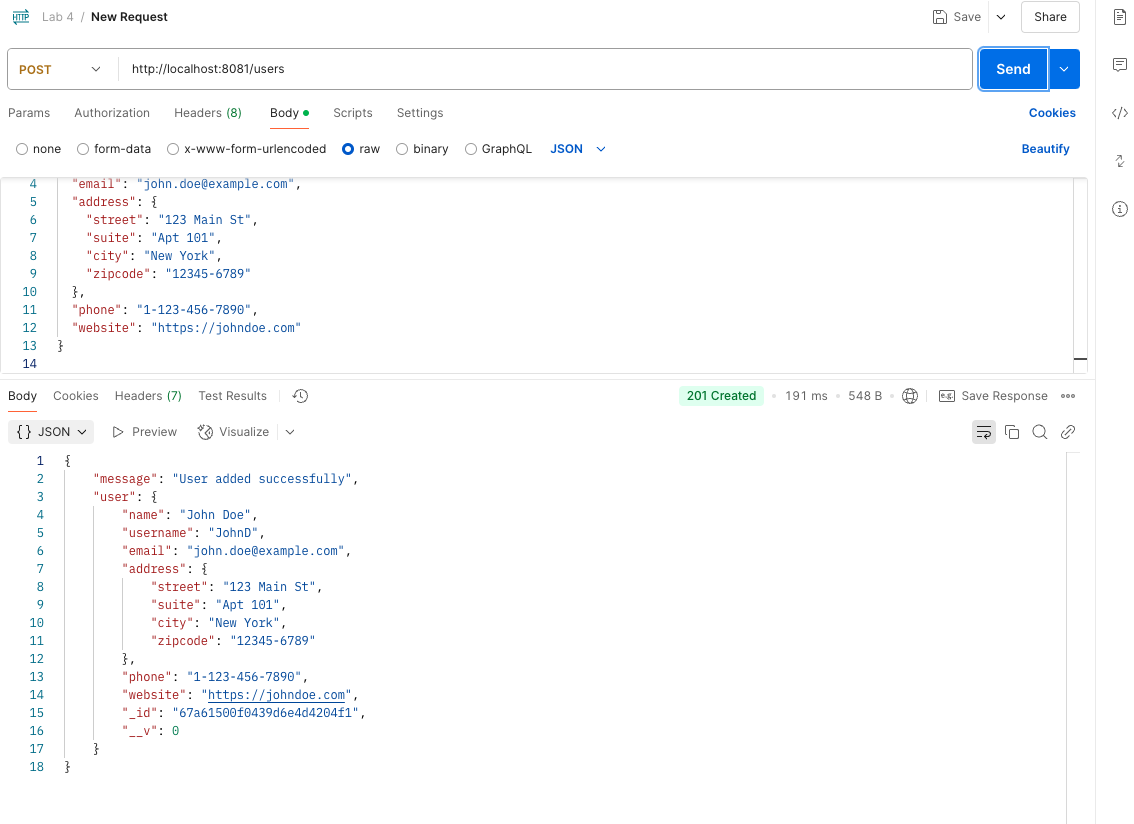 HTTP Lab 4 / New Request Save Share
POST http://localhost:8081/users Send
Params Authorization Headers (8) Body Scripts Settings Cookies
none form-data x-www-form-urlencoded raw binary GraphQL JSON Beautify
4 "email": "john.doe@example.com",
5 "address": {
6 "street": "123 Main St",
7 "suite": "Apt 101",
8 "city": "New York",
9 "zipcode": "12345-6789"
10 },
11 "phone": "1-123-456-7890",
12 "website": "https://johndoe.com"
13 }
14
Body Cookies Headers (7) Test Results 201 Created 191 ms 548 B e.g. Save Response
{} JSON Preview Visualize
1 {
2 "message": "User added successfully",
3 "user": {
4 "name": "John Doe",
5 "username": "JohnD",
6 "email": "john.doe@example.com",
7 "address": {
8 "street": "123 Main St",
9 "suite": "Apt 101",
10 "city": "New York",
11 "zipcode": "12345-6789"
12 },
13 "phone": "1-123-456-7890",
14 "website": "https://johndoe.com",
15 "_id": "67a61500f0439d6e4d4204f1",
16 "__v": 0
17 }
18 }